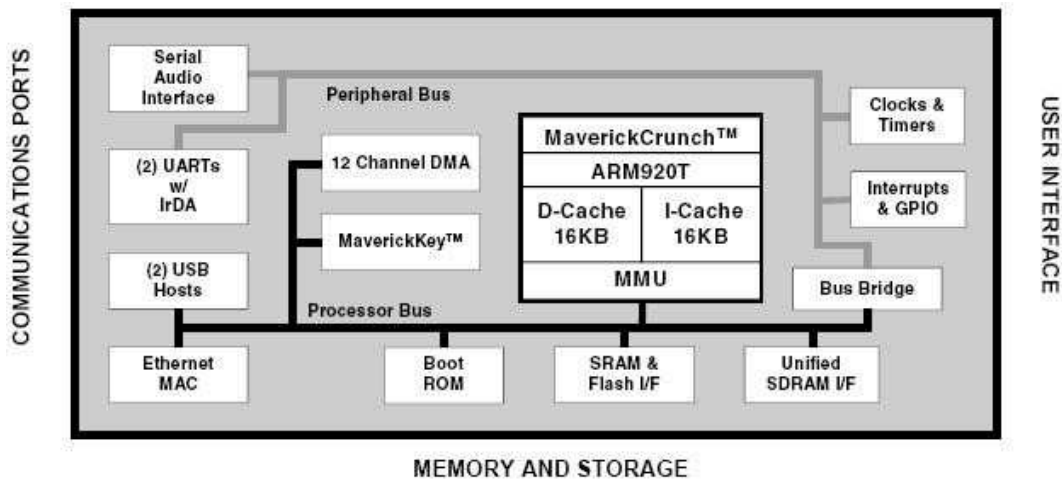 COMMUNICATIONS PORTS
Serial
Audio
Interface
Peripheral Bus
(2) UARTs
w/
IrDA
12 Channel DMA
MaverickKey™
(2) USB
Hosts
Processor Bus
MaverickCrunch™
ARM920T
D-Cache
16KB
I-Cache
16KB
MMU
Clocks &
Timers
Interrupts
& GPIO
Bus Bridge
Ethernet
MAC
Boot
ROM
SRAM &
Flash I/F
Unified
SDRAM I/F
USER INTERFACE
MEMORY AND STORAGE